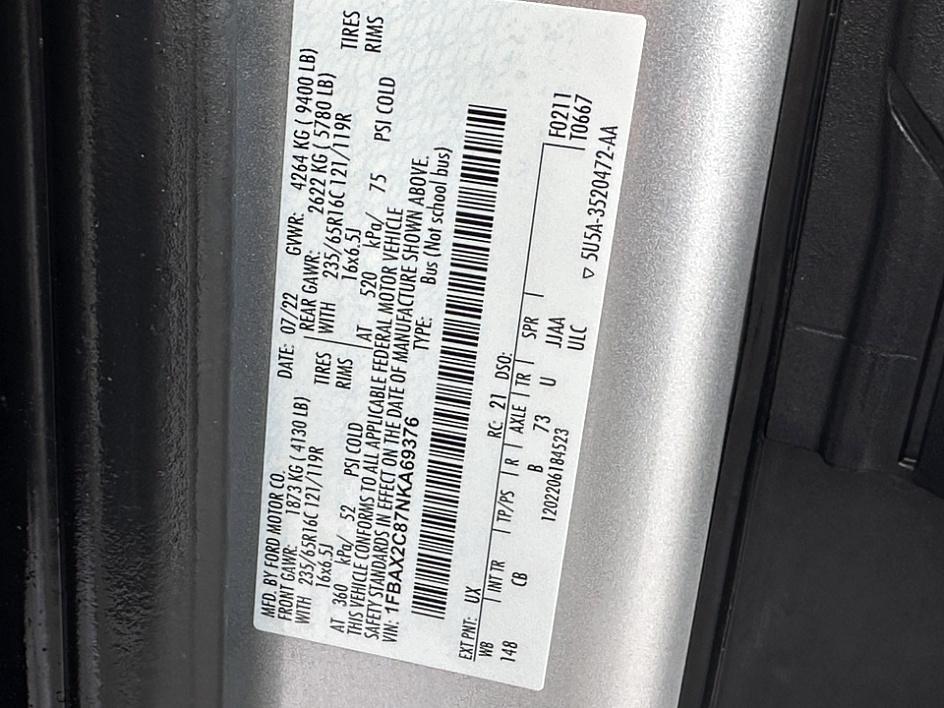 MFD. BY FORD MOTOR CO.
DATE: 07/22 GVWR: 4264 KG ( 9400 LB)
FRONT GAWR: 1873 KG ( 4130 LB)
REAR GAWR: 2622 KG ( 5780 LB)
WITH 235/65R16C 121/119R TIRES
WITH 235/65R16C 121/119R TIRES
16x6.5J RIMS
16x6.5J RIMS
AT 360 kPa/ 52 PSI COLD
AT 520 kPa/ 75 PSI COLD
THIS VEHICLE CONFORMS TO ALL APPLICABLE FEDERAL MOTOR VEHICLE
SAFETY STANDARDS IN EFFECT ON THE DATE OF MANUFACTURE SHOWN ABOVE.
VIN: 1FBAX2C87NKA69376
TYPE: Bus (Not school bus)
EXT PNT: UX RC: 21 DSO: F0211
WB INT TR TP/PS R AXLE TR SPR T0667
148 CB B 73 U JJAA
1202206184523 ULC ▽ 5U5A-3520472-AA